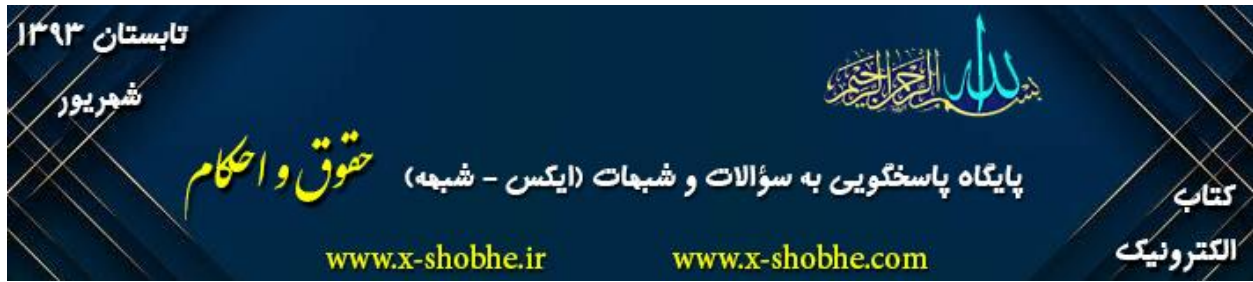 بسم الله الرحمن الرحیم
تابستان ۱۳۹۳
شهریور
پایگاه پاسخگویی به سؤالات و شبهات (ایکس - شبهه) حقوق و احکام
www.x-shobhe.com
www.x-shobhe.ir
کتاب
الکترونیک